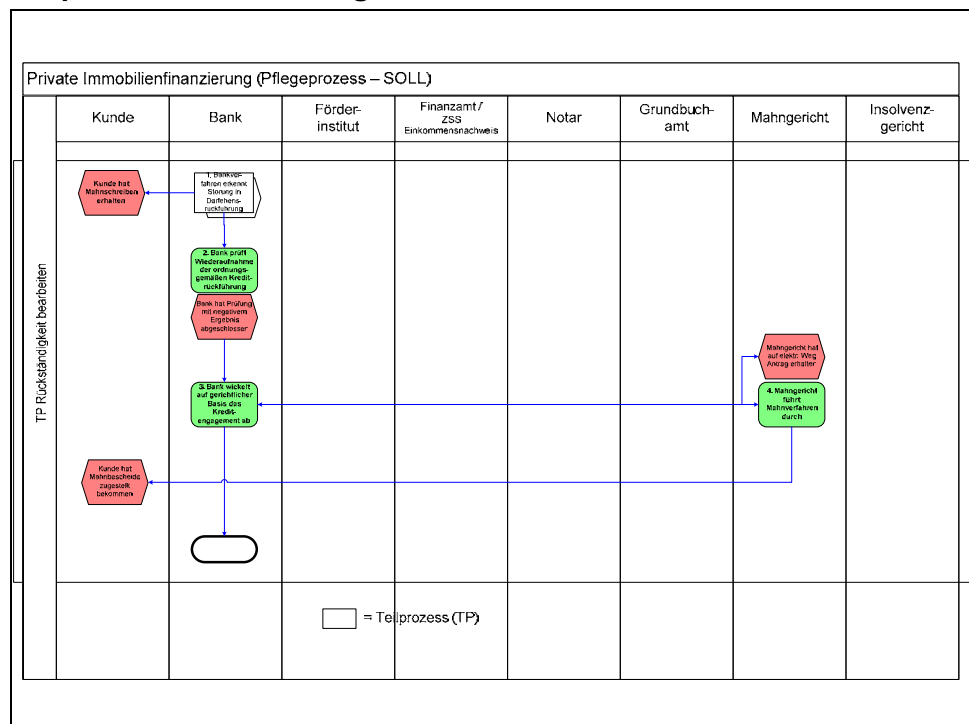 Private Immobilienfinanzierung (Pflegeprozess – SOLL)
Kunde
Bank
Förder-
institut
Finanzamt /
ZSS
Einkommensnachweis
Notar
Grundbuch-
amt
Mahngericht
Insolvenz-
gericht
TP Rückständigkeit bearbeiten
Kunde hat
Mahnschreiben
erhalten
1. Bankver-
fahren erkennt
Störung in
Darlehens-
rückführung
2. Bank prüft
Wiederaufnahme
der ordnungs-
gemäßen Kredit-
rückführung
Bank hat Prüfung
mit negativem
Ergebnis
abgeschlossen
Mahngericht hat
auf elektr. Weg
Antrag erhalten
3. Bank wickelt
auf gerichtlicher
Basis das
Kredit-
engagement ab
4. Mahngericht
führt
Mahnverfahren
durch
Kunde hat
Mahnbescheide
zugestellt
bekommen
= Teilprozess (TP)